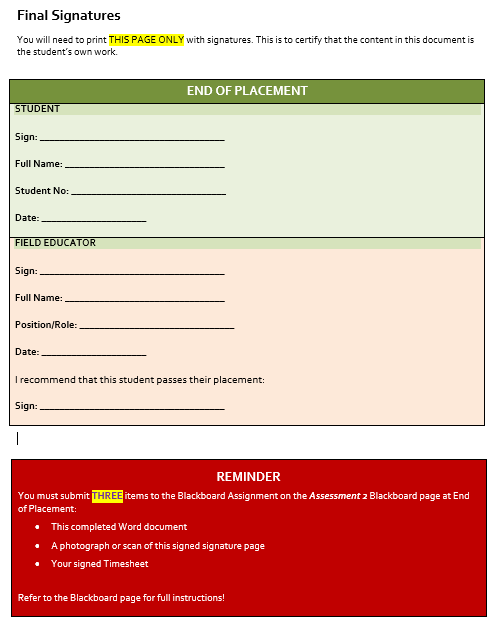 Final Signatures
You will need to print THIS PAGE ONLY with signatures. This is to certify that the content in this document is
the student's own work.
END OF PLACEMENT
STUDENT
Sign: ___________________________________
Full Name: ______________________________
Student No: _____________________________
Date: ____________________
FIELD EDUCATOR
Sign: ___________________________________
Full Name: ______________________________
Position/Role: _____________________________
Date: ____________________
I recommend that this student passes their placement:
Sign: ___________________________________
REMINDER
You must submit THREE items to the Blackboard Assignment on the Assessment 2 Blackboard page at End
of Placement:
• This completed Word document
• A photograph or scan of this signed signature page
• Your signed Timesheet
Refer to the Blackboard page for full instructions!